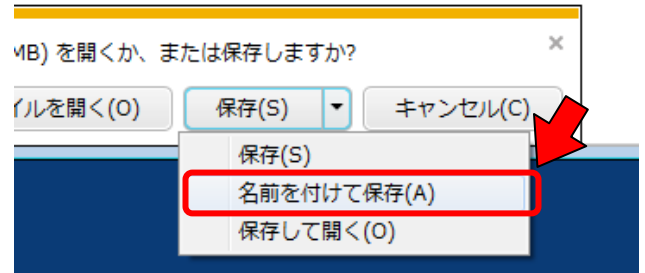 MB) を開くか、または保存しますか?
×
イルを開く(O) 保存(S) ▼ キャンセル(C)
保存(S)
名前を付けて保存(A)
保存して開く(O)